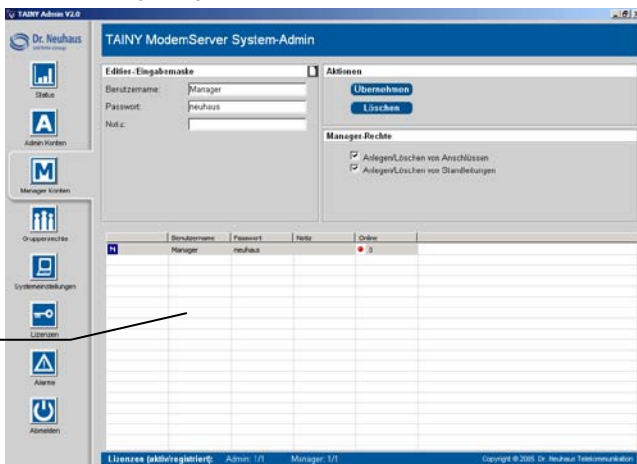 TAINY Admin V2.0
Dr. Neuhaus
TAINY ModemServer System-Admin
Status
Admin Konten
Manager Konten
Gruppenrechte
Systemeinstellungen
Lizenzen
Alarme
Abmelden
Editier-/Eingabemaske
Benutzername:
Manager
Passwort:
neuhaus
Notiz:
Aktionen
Übernehmen
Löschen
Manager-Rechte
Anlegen/Löschen von Anschlüssen
Anlegen/Löschen von Standleitungen
Benutzername Passwort Notiz Online
Manager neuhaus 0
Lizenzen (aktiv/registriert): Admin: 1/1 Manager: 1/1
Copyright © 2005 Dr. Neuhaus Telekommunikation